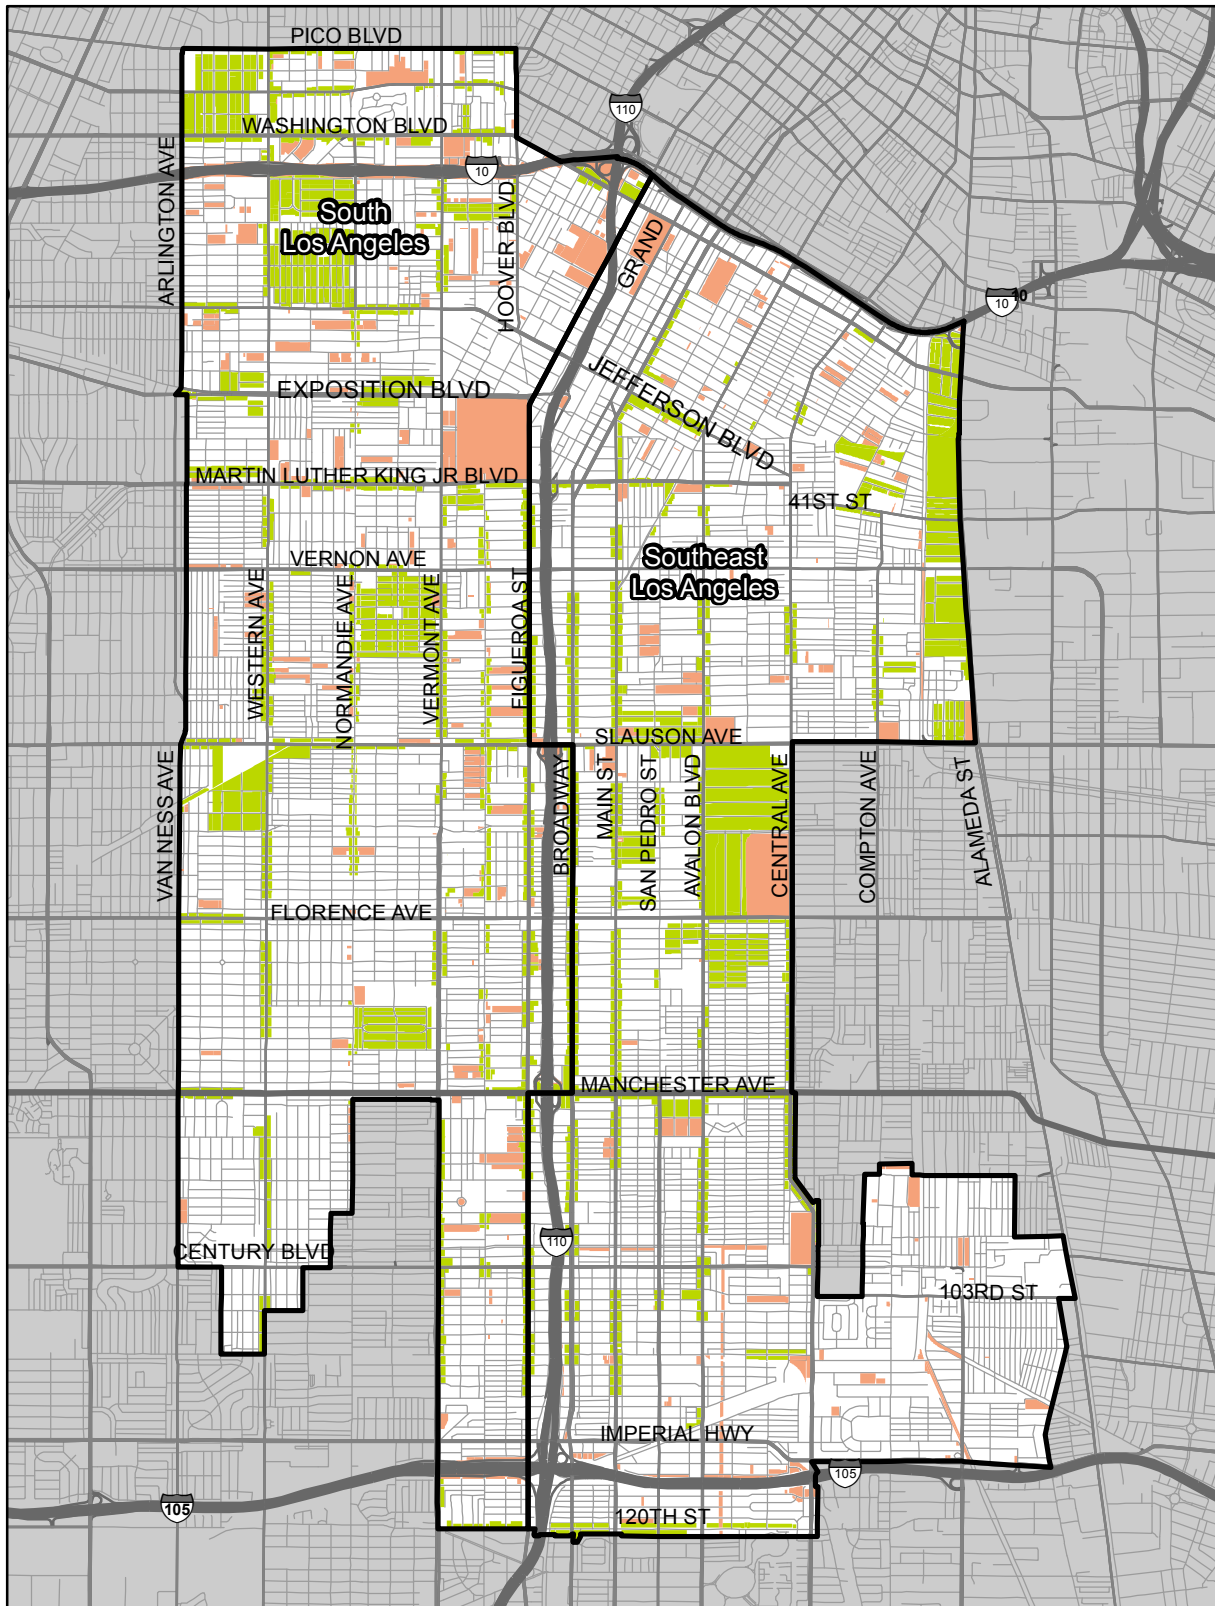 PICO BLVD
110
WASHINGTON BLVD
10
ARLINGTON AVE
South
Los Angeles
HOOVER BLVD
GRAND
10
10
JEFFERSON BLVD
EXPOSITION BLVD
MARTIN LUTHER KING JR BLVD
41ST ST
VERNON AVE
Southeast
Los Angeles
WESTERN AVE
NORMANDIE AVE
VERMONT AVE
FIGUEROA ST
SLAUSON AVE
VAN NESS AVE
BROADWAY
MAIN ST
SAN PEDRO ST
AVALON BLVD
CENTRAL AVE
COMPTON AVE
ALAMEDA ST
FLORENCE AVE
MANCHESTER AVE
110
CENTURY BLVD
103RD ST
IMPERIAL HWY
105
105
120TH ST